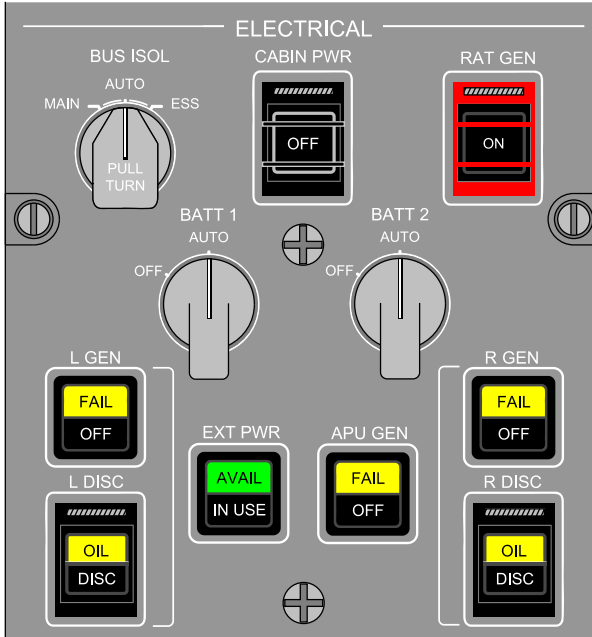 ELECTRICAL
BUS ISOL
CABIN PWR
RAT GEN
AUTO
MAIN
ESS
OFF
ON
PULL
TURN
BATT 1
BATT 2
AUTO
AUTO
OFF
OFF
L GEN
R GEN
FAIL
OFF
FAIL
OFF
EXT PWR
APU GEN
AVAIL
IN USE
FAIL
OFF
L DISC
R DISC
OIL
DISC
OIL
DISC